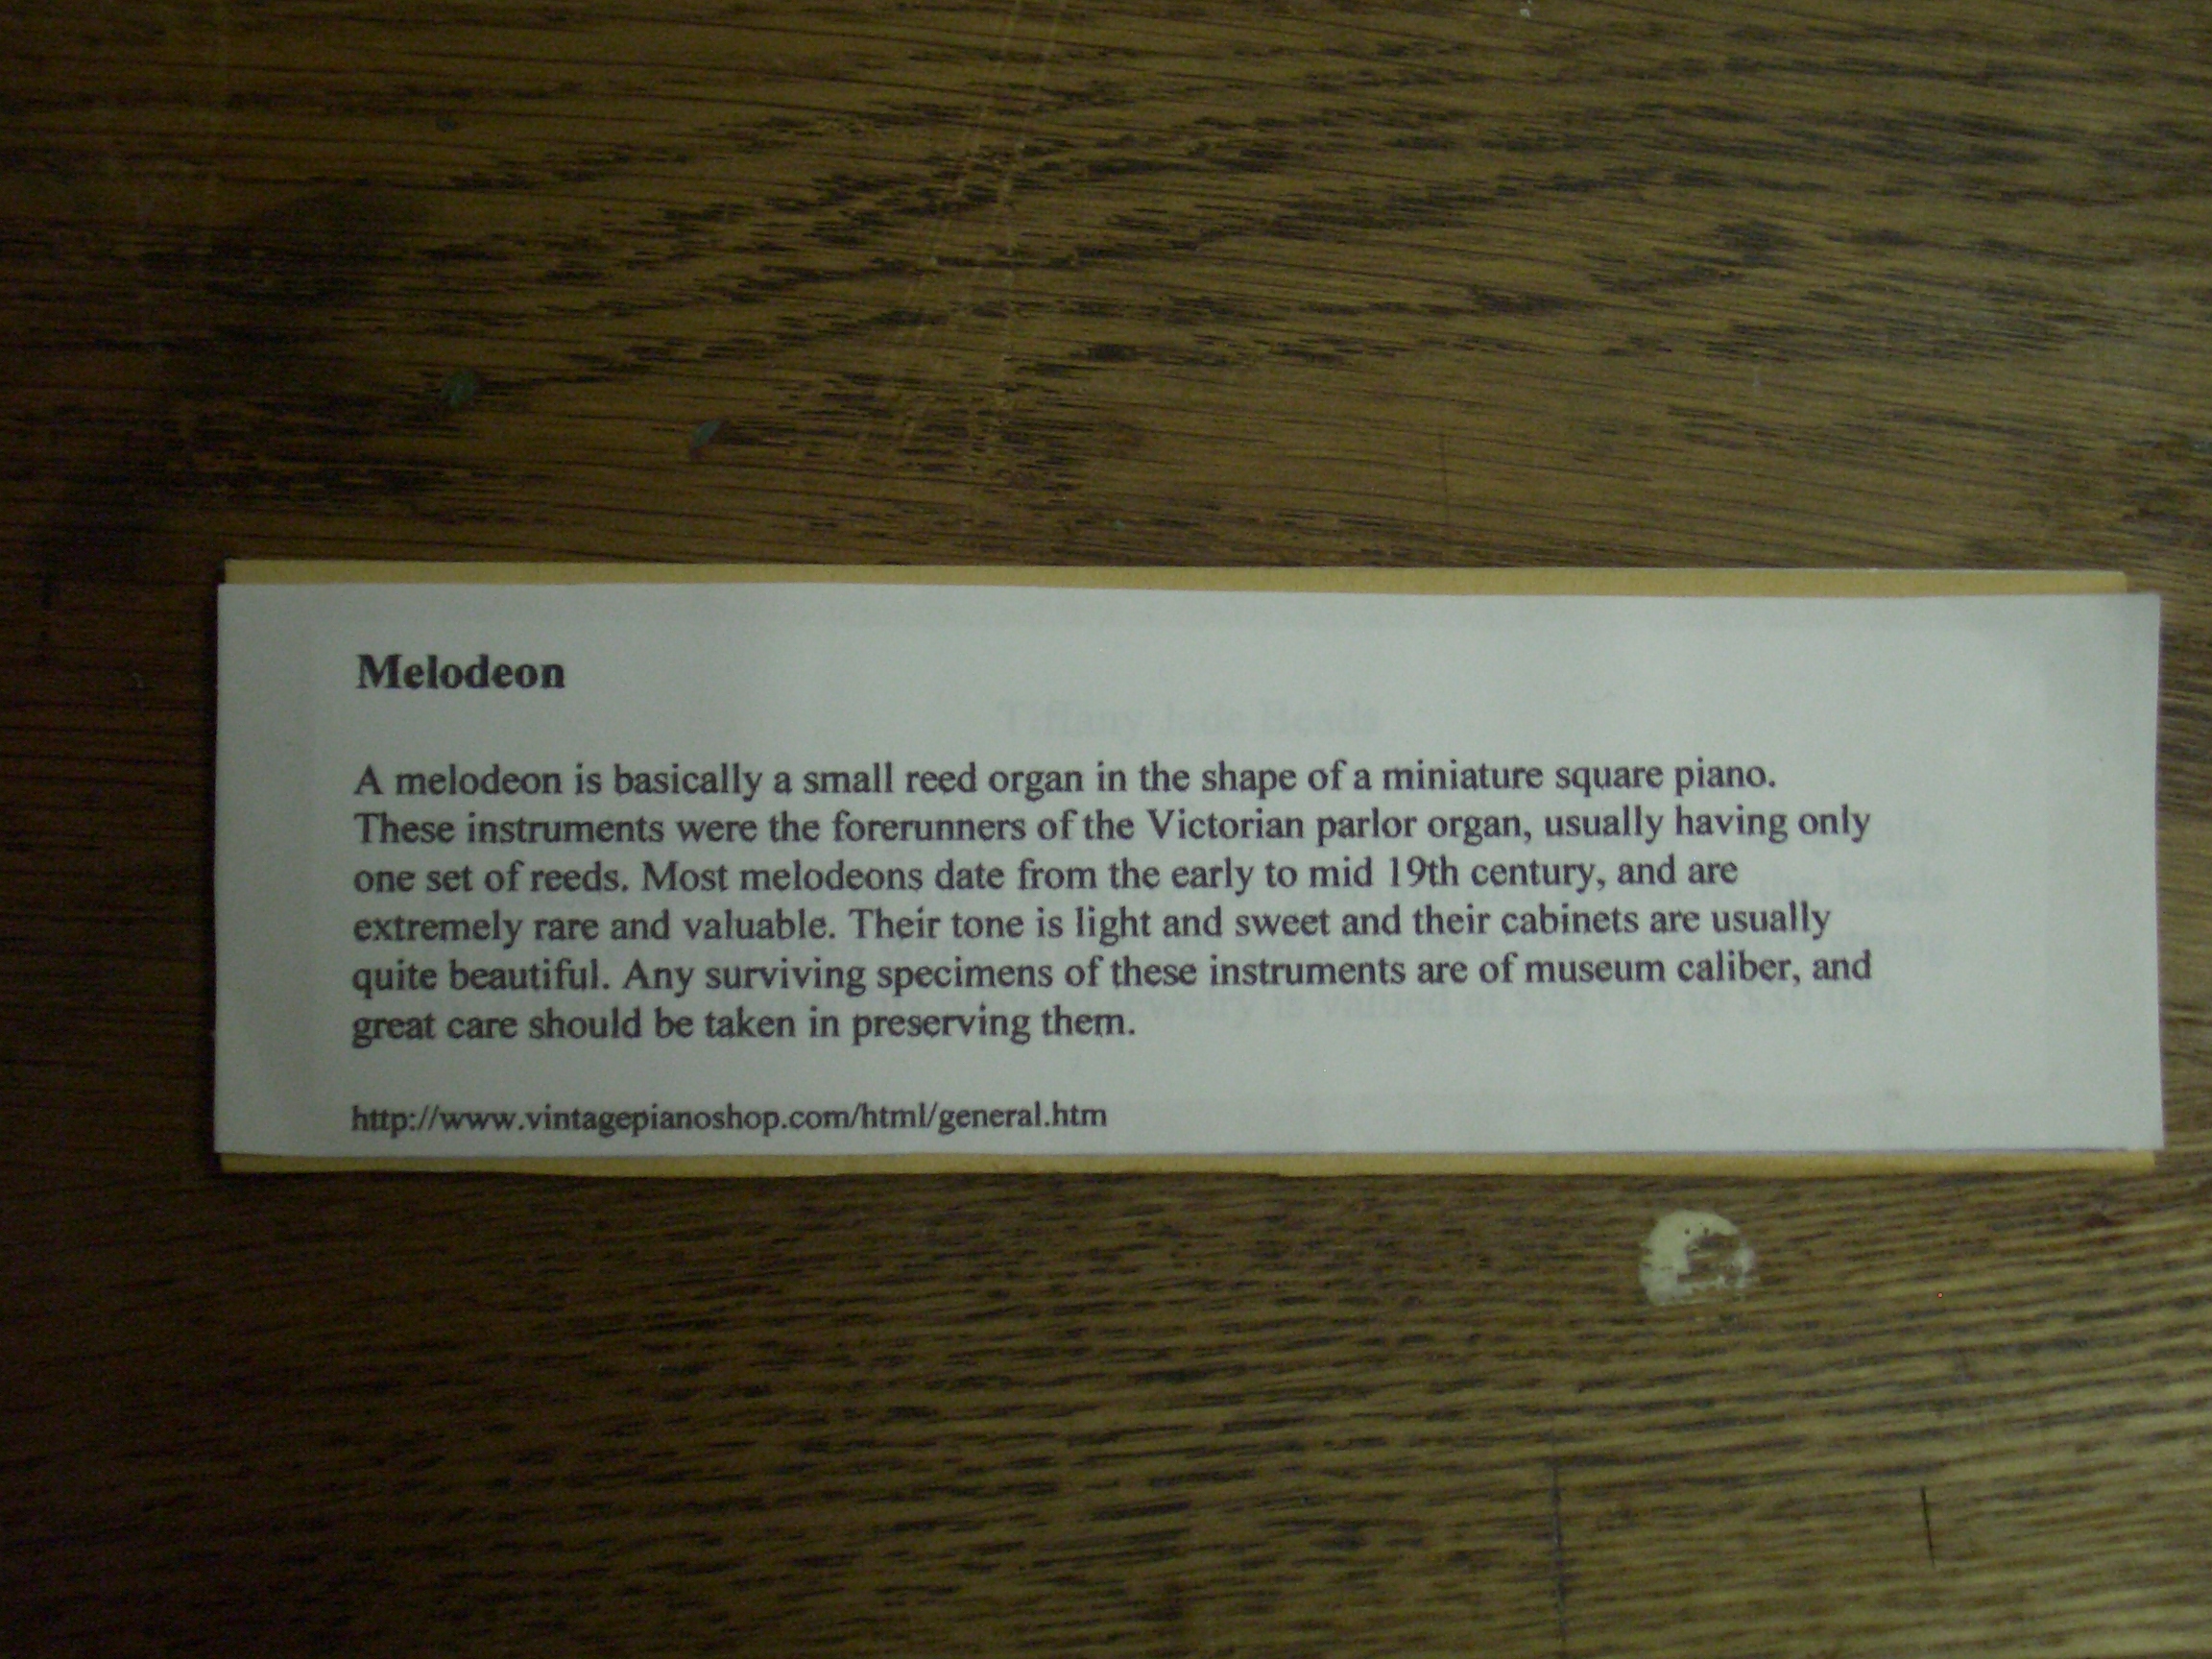 Melodeon
Tiffany Jade Beads
A melodeon is basically a small reed organ in the shape of a miniature square piano.
These instruments were the forerunners of the Victorian parlor organ, usually having only
one set of reeds. Most melodeons date from the early to mid 19th century, and are
extremely rare and valuable. Their tone is light and sweet and their cabinets are usually
quite beautiful. Any surviving specimens of these instruments are of museum caliber, and
great care should be taken in preserving them.
http://www.vintagepianoshop.com/html/general.htm